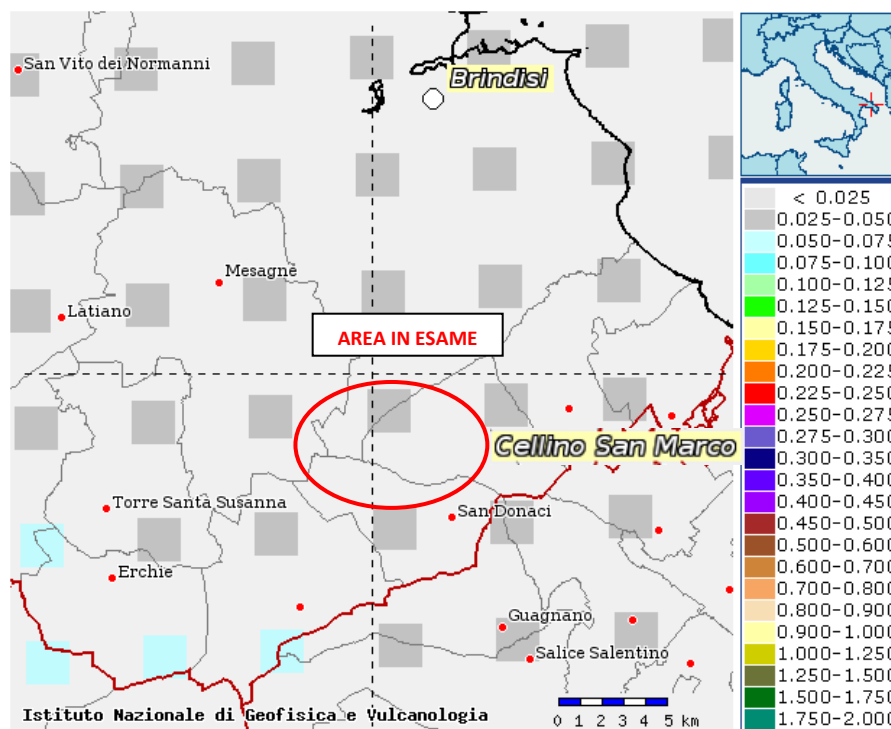 San Vito dei Normanni
Brindisi
Mesagne
Latiano
AREA IN ESAME
Cellino San Marco
Torre Santa Susanna
San Donaci
Erchie
Guagnano
Salice Salentino
Istituto Nazionale di Geofisica e Vulcanologia
0 1 2 3 4 5 km
< 0.025
0.025-0.050
0.050-0.075
0.075-0.100
0.100-0.125
0.125-0.150
0.150-0.175
0.175-0.200
0.200-0.225
0.225-0.250
0.250-0.275
0.275-0.300
0.300-0.350
0.350-0.400
0.400-0.450
0.450-0.500
0.500-0.600
0.600-0.700
0.700-0.800
0.800-0.900
0.900-1.000
1.000-1.250
1.250-1.500
1.500-1.750
1.750-2.000